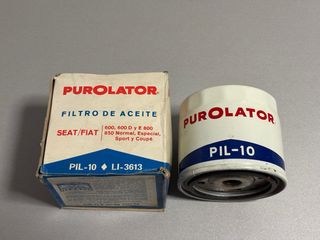 PUROLATOR
FILTRO DE ACEITE
SEAT/FIAT
600, 600 D y E 800
850 Normal, Especial,
Sport y Coupé
PIL-10 ♦ LI-3613
PUROLATOR
PIL-10